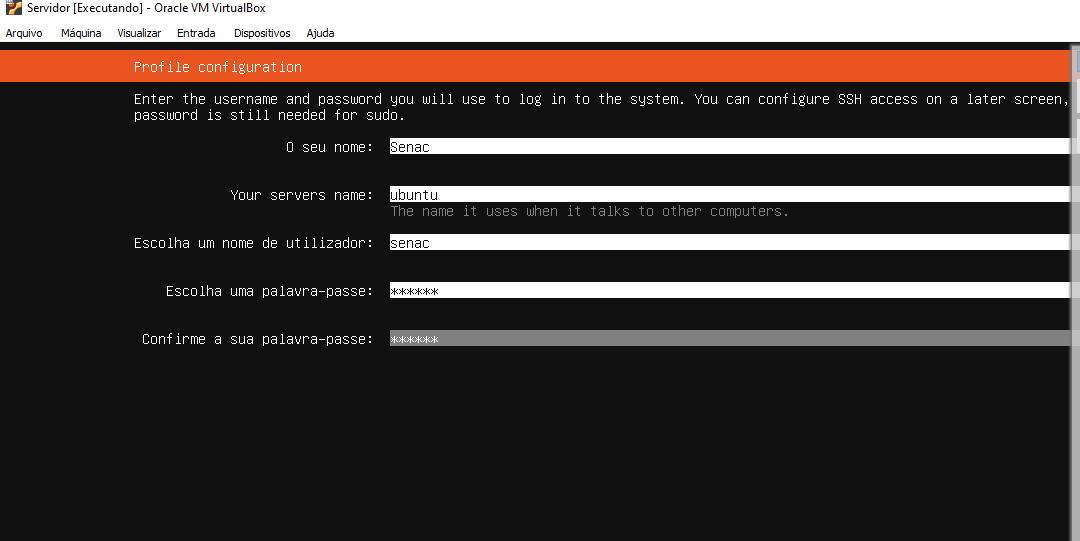 Servidor [Executando] - Oracle VM VirtualBox
Arquivo Máquina Visualizar Entrada Dispositivos Ajuda
Profile configuration
Enter the username and password you will use to log in to the system. You can configure SSH access on a later screen,
password is still needed for sudo.
O seu nome: Senac
Your servers name: ubuntu
The name it uses when it talks to other computers.
Escolha um nome de utilizador: senac
Escolha uma palavra-passe: ******
Confirme a sua palavra-passe: ******